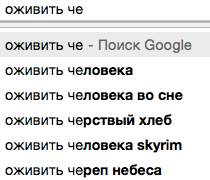 оживить че
оживить че - Поиск Google
оживить человека
оживить человека во сне
оживить черствый хлеб
оживить человека skyrim
оживить череп небеса